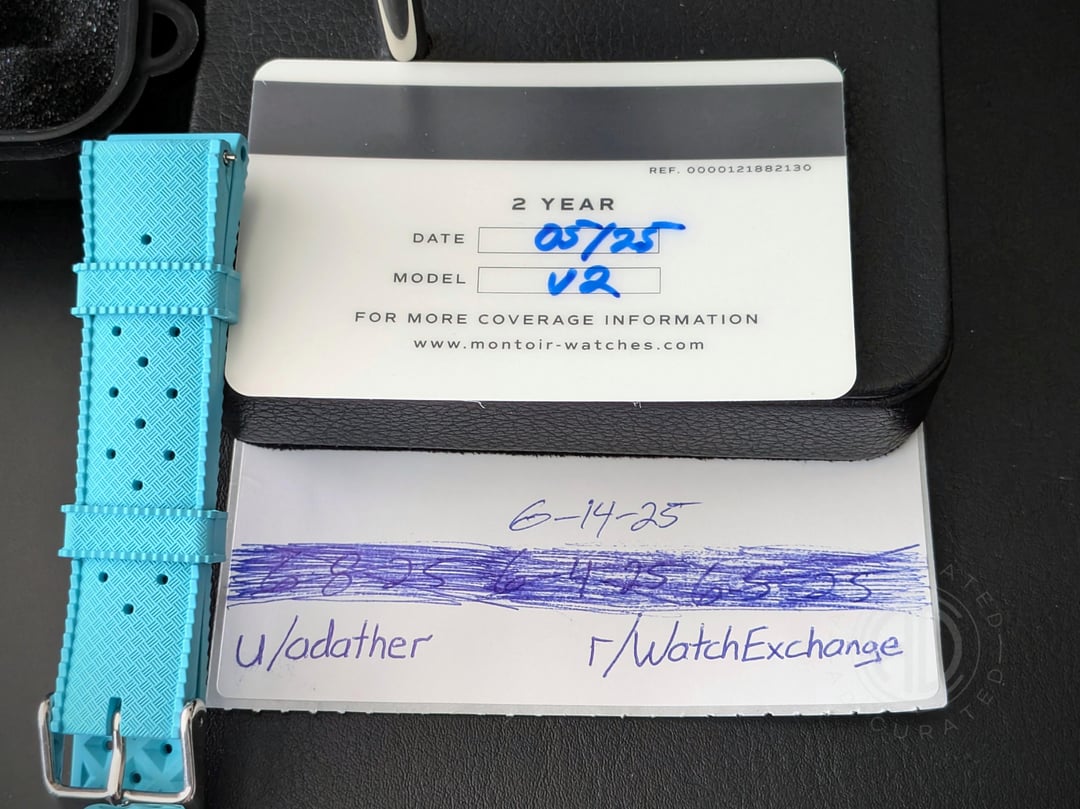 REF. 0000121882130
2 YEAR
DATE 05/25
MODEL V2
FOR MORE COVERAGE INFORMATION
www.montoir-watches.com
6-14-25
6-8-25 6-4-25 6-5-25
u/adather r/WatchExchange
CURATED